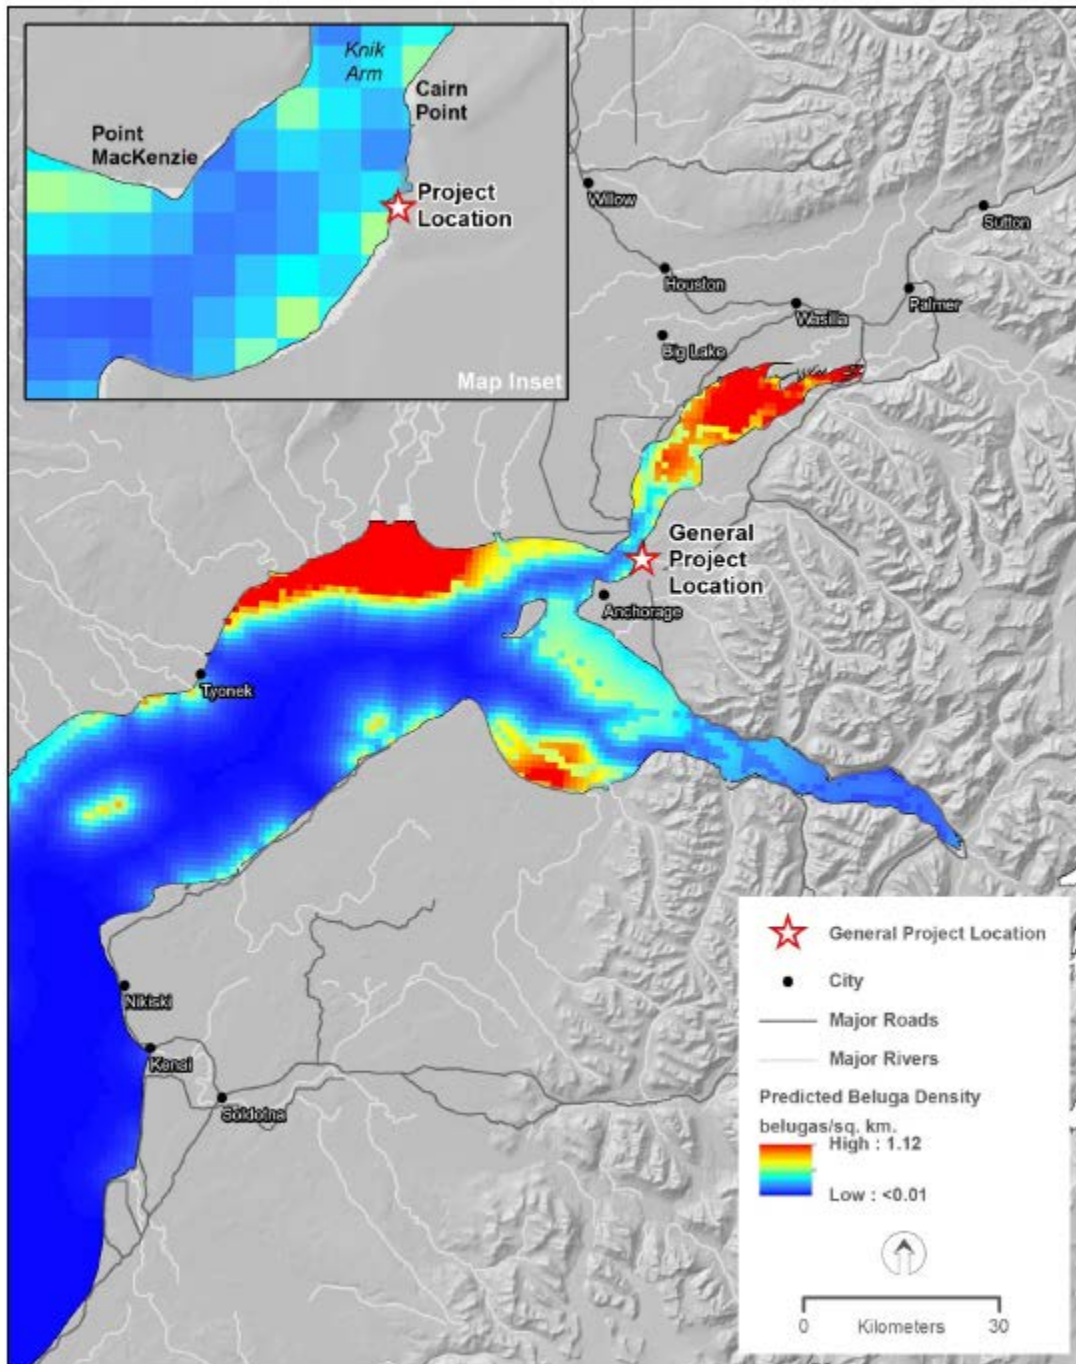 Knik
Arm
Cairn
Point
Point
MacKenzie
Project
Location
Map Inset
Willow
Sutton
Houston
Palmer
Wasilla
Big Lake
General
Project
Location
Anchorage
Tyonek
Nikiski
Kenai
Soldotna
General Project Location
City
Major Roads
Major Rivers
Predicted Beluga Density
belugas/sq. km.
High : 1.12
Low : <0.01
0 Kilometers 30